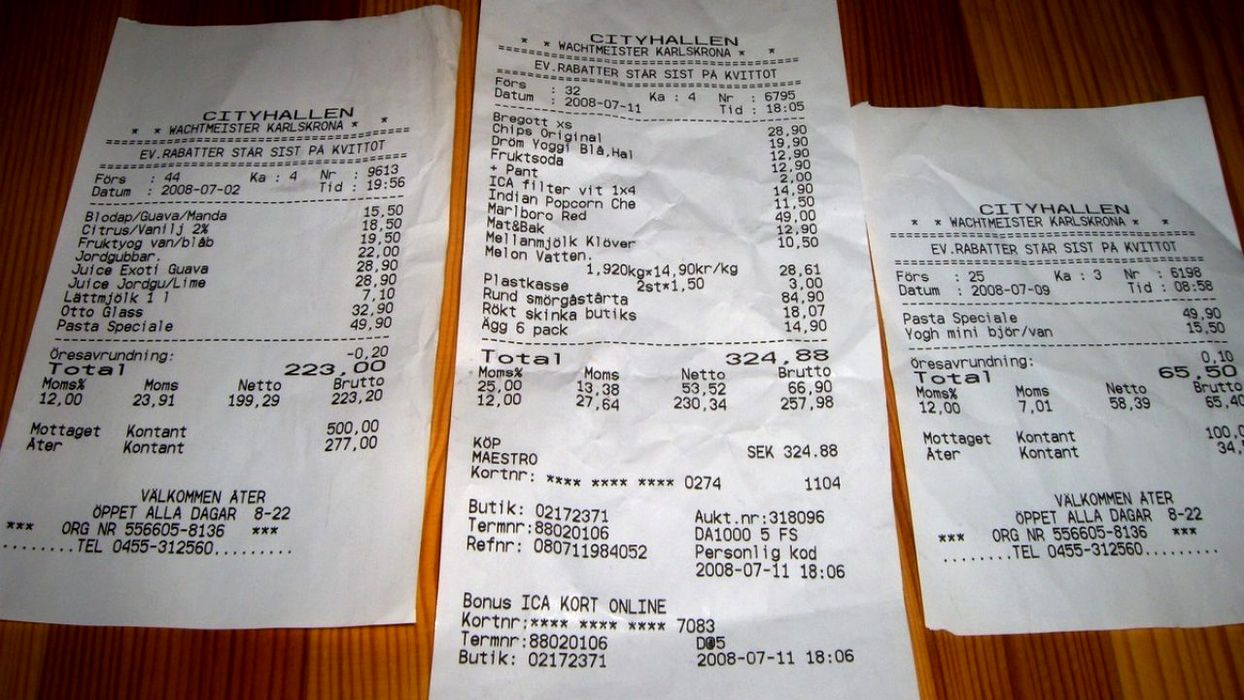 CITYHALLEN
* * WACHTMEISTER KARLSKRONA * *
EV.RABATTER STÅR SIST PÅ KVITTOT
Förs : 44 Ka : 4 Nr : 9613
Datum : 2008-07-02 Tid : 19:56
Blodap/Guava/Manda 15,50
Citrus/Vanilj 2% 18,50
Fruktyog van/blåb 19,50
Jordgubbar. 22,00
Juice Exoti Guava 28,90
Juice Jordgu/Lime 28,90
Lättmjölk 1 l 7,10
Otto Glass 32,90
Pasta Speciale 49,90
Öresavrundning: -0,20
Total 223,00
Moms% Moms Netto Brutto
12,00 23,91 199,29 223,20
Mottaget Kontant 500,00
Åter Kontant 277,00
VÄLKOMMEN ÅTER
ÖPPET ALLA DAGAR 8-22
*** ORG NR 556605-8136 ***
........TEL 0455-312560.........
CITYHALLEN
* * WACHTMEISTER KARLSKRONA * *
EV.RABATTER STÅR SIST PÅ KVITTOT
Förs : 32 Ka : 4 Nr : 6795
Datum : 2008-07-11 Tid : 18:05
Bregott xs 28,90
Chips Original 19,90
Dröm Yoggi Blå,Hal 12,90
Fruktsoda 12,90
+ Pant 2,00
ICA filter vit 1x4 14,90
Indian Popcorn Che 11,50
Marlboro Red 49,00
Mat&Bak 12,90
Mellanmjölk Klöver 10,50
Melon Vatten.
1,920kg*14,90kr/kg 28,61
Plastkasse 2st*1,50 3,00
Rund smörgåstårta 84,90
Rökt skinka butiks 18,07
Ägg 6 pack 14,90
Total 324,88
Moms% Moms Netto Brutto
25,00 13,38 53,52 66,90
12,00 27,64 230,34 257,98
KÖP SEK 324.88
MAESTRO
Kortnr: **** **** **** 0274 1104
Butik: 02172371 Aukt.nr:318096
Termnr:88020106 DA1000 5 FS
Refnr: 080711984052 Personlig kod
2008-07-11 18:06
Bonus ICA KORT ONLINE
Kortnr:**** **** **** 7083
Termnr:88020106 D@5
Butik: 02172371 2008-07-11 18:06
CITYHALLEN
* * WACHTMEISTER KARLSKRONA * *
EV.RABATTER STÅR SIST PÅ KVITTOT
Förs : 25 Ka : 3 Nr : 6198
Datum : 2008-07-09 Tid : 08:58
Pasta Speciale 49,90
Yogh mini björ/van 15,50
Öresavrundning: 0,10
Total 65,50
Moms% Moms Netto Brutto
12,00 7,01 58,39 65,40
Mottaget Kontant 100,0
Åter Kontant 34,
VÄLKOMMEN ÅTER
ÖPPET ALLA DAGAR 8-22
*** ORG NR 556605-8136 ***
........TEL 0455-312560.........